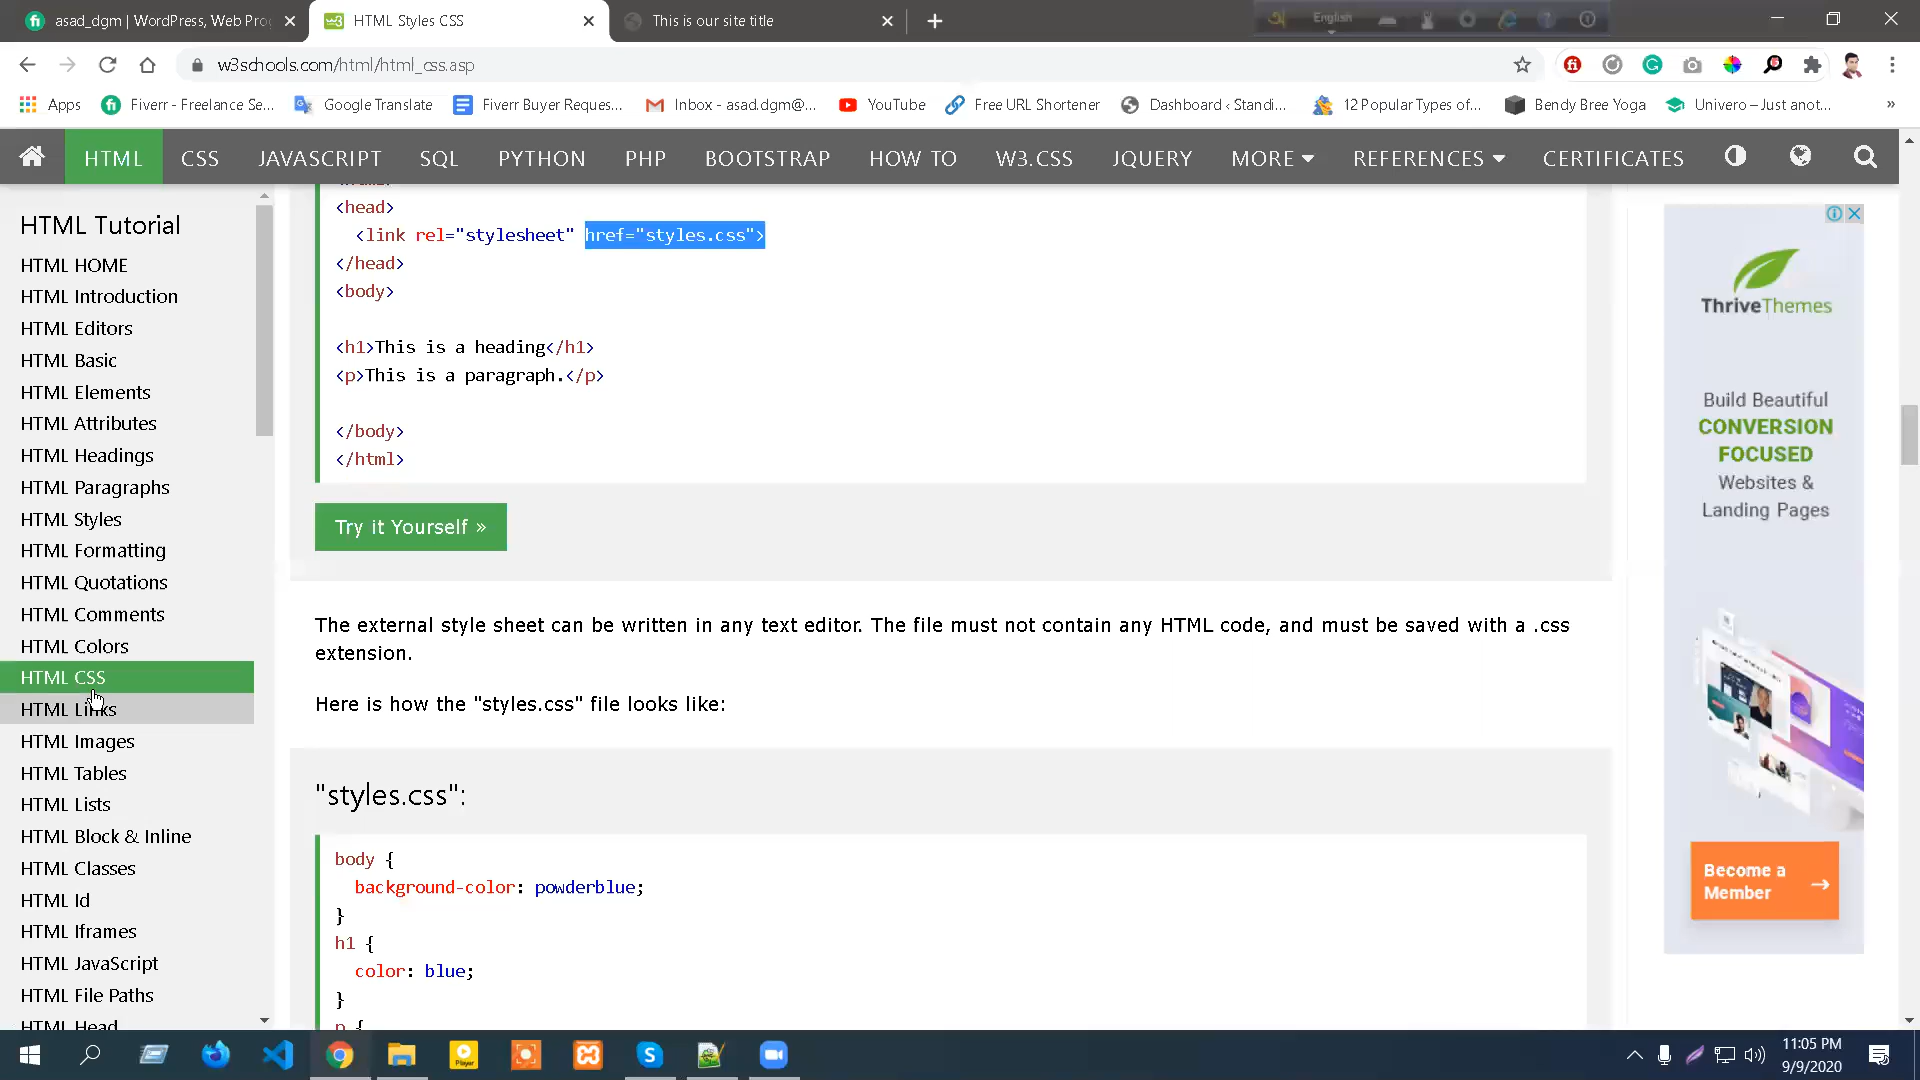 asad_dgm | WordPress, Web Pro
HTML Styles CSS
This is our site title
English
w3schools.com/html/html_css.asp
Apps
Fiverr - Freelance Se...
Google Translate
Fiverr Buyer Reques...
Inbox - asad.dgm@...
YouTube
Free URL Shortener
Dashboard ‹ Standi...
12 Popular Types of...
Bendy Bree Yoga
Univero – Just anot...
»
HTML
CSS
JAVASCRIPT
SQL
PYTHON
PHP
BOOTSTRAP
HOW TO
W3.CSS
JQUERY
MORE
REFERENCES
CERTIFICATES
HTML Tutorial
HTML HOME
HTML Introduction
HTML Editors
HTML Basic
HTML Elements
HTML Attributes
HTML Headings
HTML Paragraphs
HTML Styles
HTML Formatting
HTML Quotations
HTML Comments
HTML Colors
HTML CSS
HTML Links
HTML Images
HTML Tables
HTML Lists
HTML Block & Inline
HTML Classes
HTML Id
HTML Iframes
HTML JavaScript
HTML File Paths
HTML Head
<head>
<link rel="stylesheet" href="styles.css">
</head>
<body>
<h1>This is a heading</h1>
<p>This is a paragraph.</p>
</body>
</html>
Try it Yourself »
The external style sheet can be written in any text editor. The file must not contain any HTML code, and must be saved with a .css
extension.
Here is how the "styles.css" file looks like:
"styles.css":
body {
background-color: powderblue;
}
h1 {
color: blue;
}
p {
ThriveThemes
Build Beautiful
CONVERSION
FOCUSED
Websites &
Landing Pages
Become a
Member
Player
11:05 PM
9/9/2020